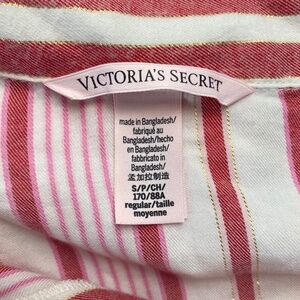 VICTORIA'S SECRET
made in Bangladesh/
fabriqué au
Bangladesh/hecho
en Bangladesh/
fabbricato in
Bangladesh/
孟加拉制造
S/P/CH/
170/88A
regular/taille
moyenne